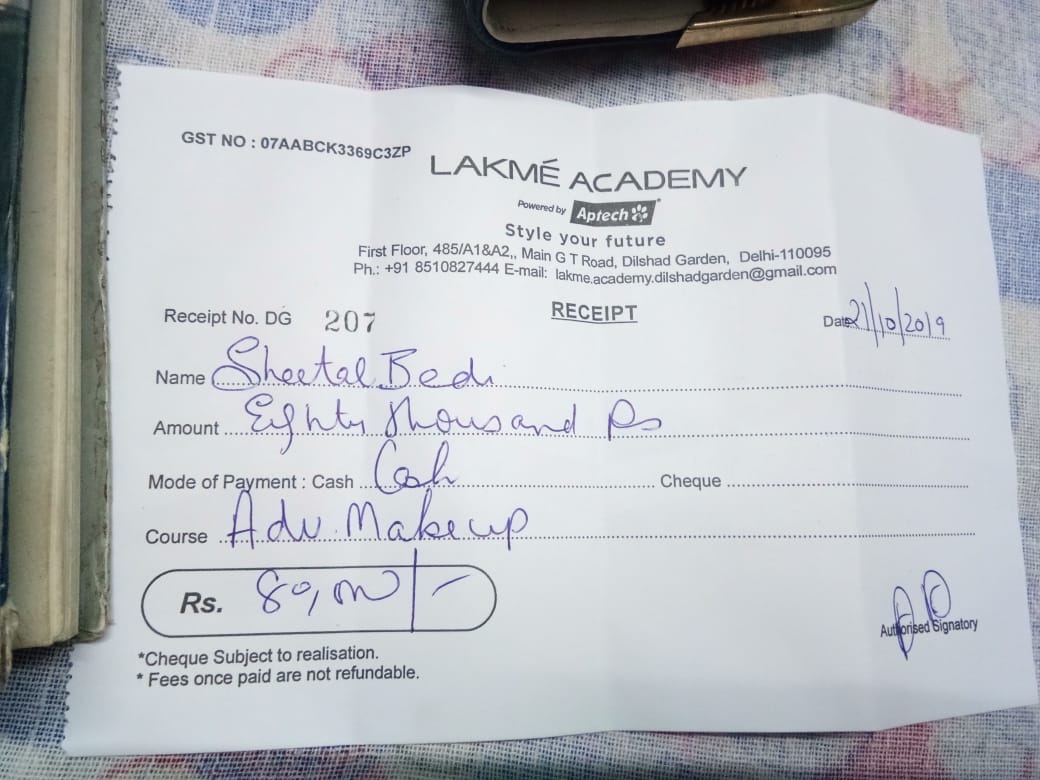 GST NO : 07AABCK3369C3ZP
LAKMÉ ACADEMY
Powered by Aptech
Style your future
First Floor, 485/A1&A2,, Main G T Road, Dilshad Garden, Delhi-110095
Ph.: +91 8510827444 E-mail: lakme.academy.dilshadgarden@gmail.com
RECEIPT
Receipt No. DG 207
Date 21/10/2019
Name Sheetal Bedi
Amount Eighty thousand Rs
Mode of Payment : Cash Cash Cheque
Course Adv Makeup
Rs. 80,000/-
Authorised Signatory
*Cheque Subject to realisation.
* Fees once paid are not refundable.